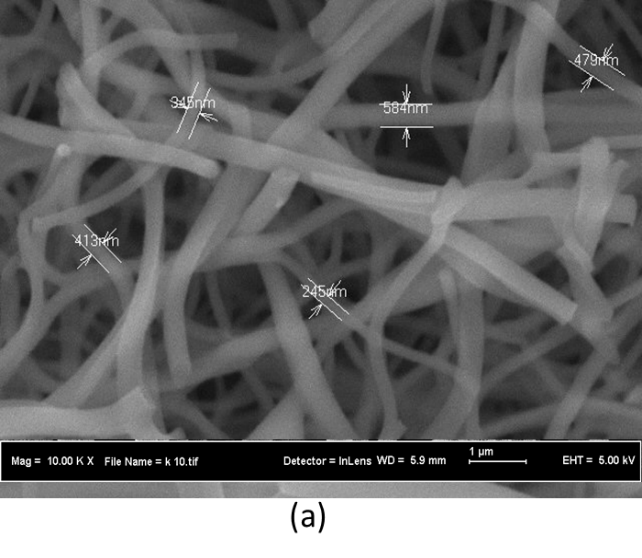 479nm
345nm
584nm
413nm
245nm
1 µm
Mag = 10.00 K X File Name = k 10.tif Detector = InLens WD = 5.9 mm EHT = 5.00 kV
(a)